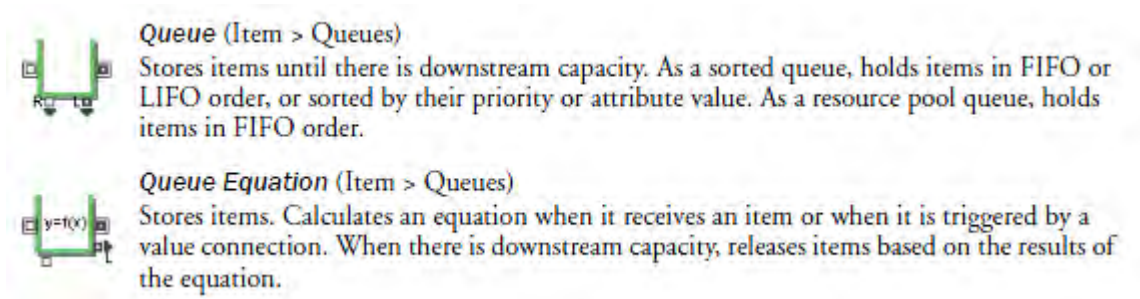 Queue (Item > Queues)
Stores items until there is downstream capacity. As a sorted queue, holds items in FIFO or
LIFO order, or sorted by their priority or attribute value. As a resource pool queue, holds
items in FIFO order.
R L
Queue Equation (Item > Queues)
Stores items. Calculates an equation when it receives an item or when it is triggered by a
value connection. When there is downstream capacity, releases items based on the results of
the equation.
y=f(x)